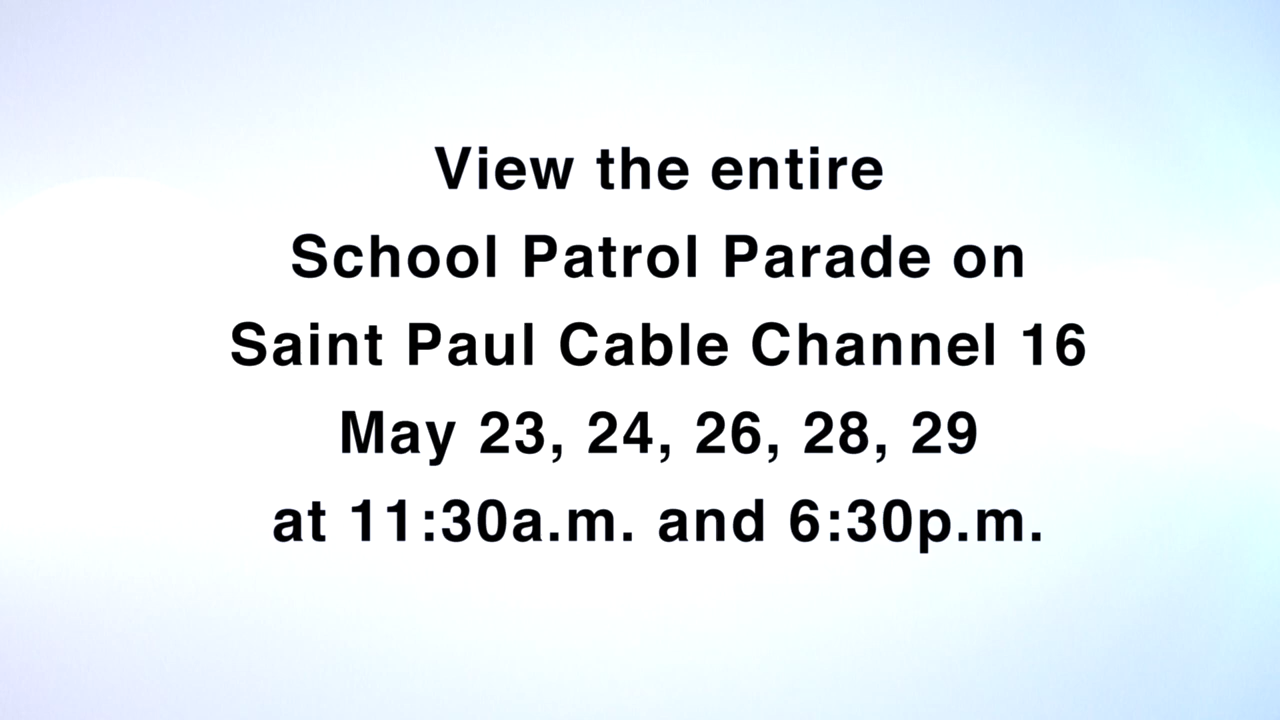 View the entire
School Patrol Parade on
Saint Paul Cable Channel 16
May 23, 24, 26, 28, 29
at 11:30a.m. and 6:30p.m.